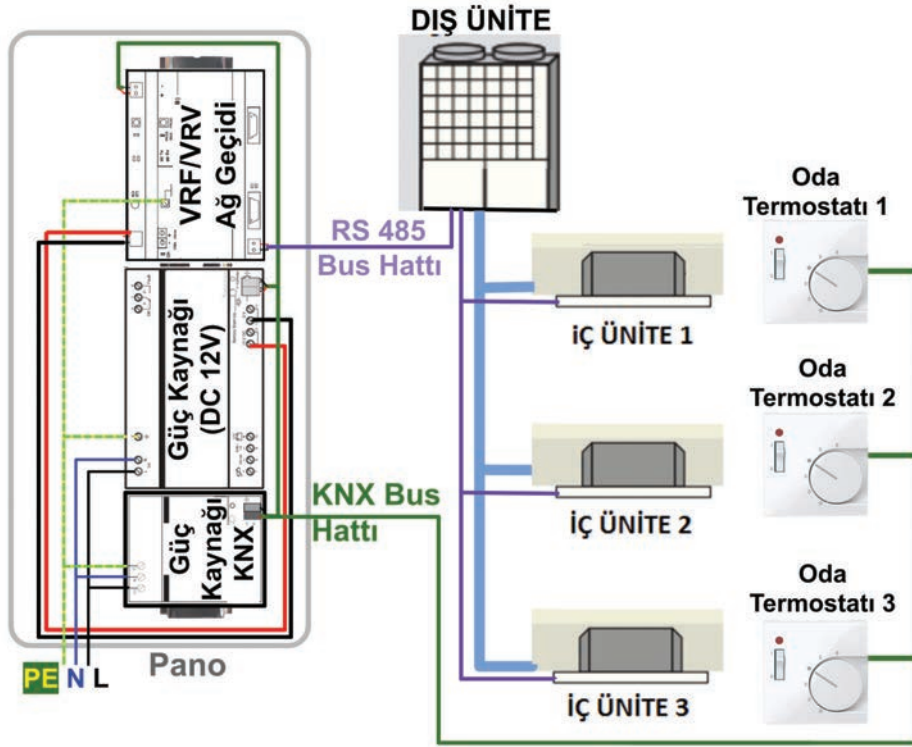 DIŞ ÜNİTE
VRF/VRV
Ağ Geçidi
RS 485
Bus Hattı
Güç Kaynağı
(DC 12V)
Güç
Kaynağı
KNX
KNX Bus
Hattı
PE N L
Pano
iÇ ÜNİTE 1
İÇ ÜNİTE 2
İÇ ÜNİTE 3
Oda
Termostatı 1
Oda
Termostatı 2
Oda
Termostatı 3